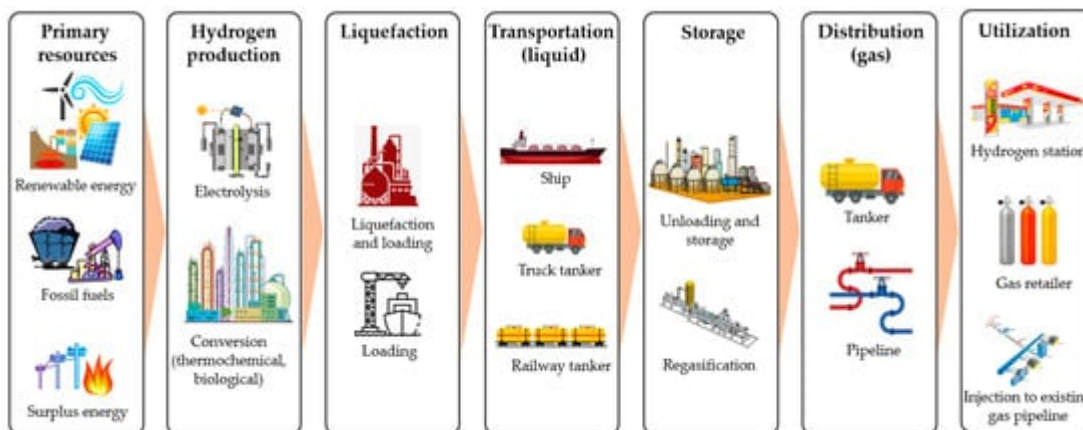 Primary
resources
Renewable energy
Fossil fuels
Surplus energy
Hydrogen
production
Electrolysis
Conversion
(thermochemical,
biological)
Liquefaction
Liquefaction
and loading
Loading
Transportation
(liquid)
Ship
Truck tanker
Railway tanker
Storage
Unloading and
storage
Regasification
Distribution
(gas)
Tanker
Pipeline
Utilization
Hydrogen station
Gas retailer
Injection to existing
gas pipeline